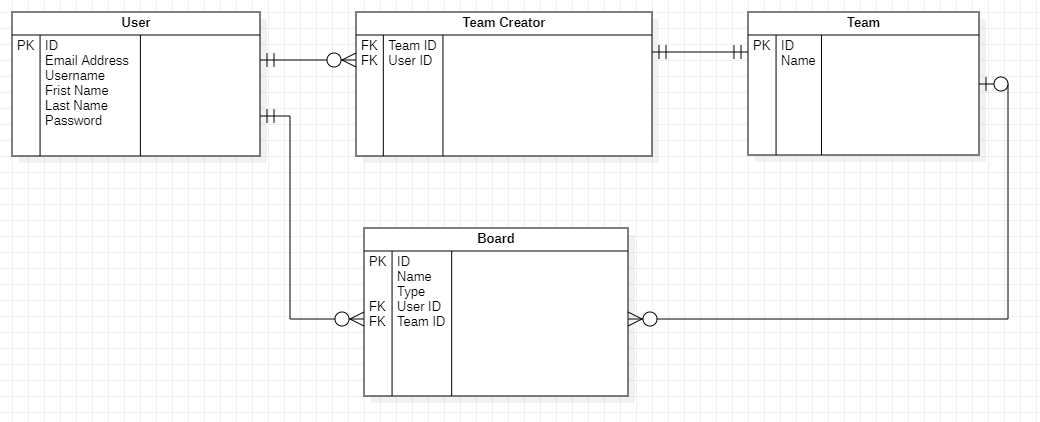 User
PK ID
Email Address
Username
Frist Name
Last Name
Password
Team Creator
FK Team ID
FK User ID
Team
PK ID
Name
Board
PK ID
Name
Type
FK User ID
FK Team ID